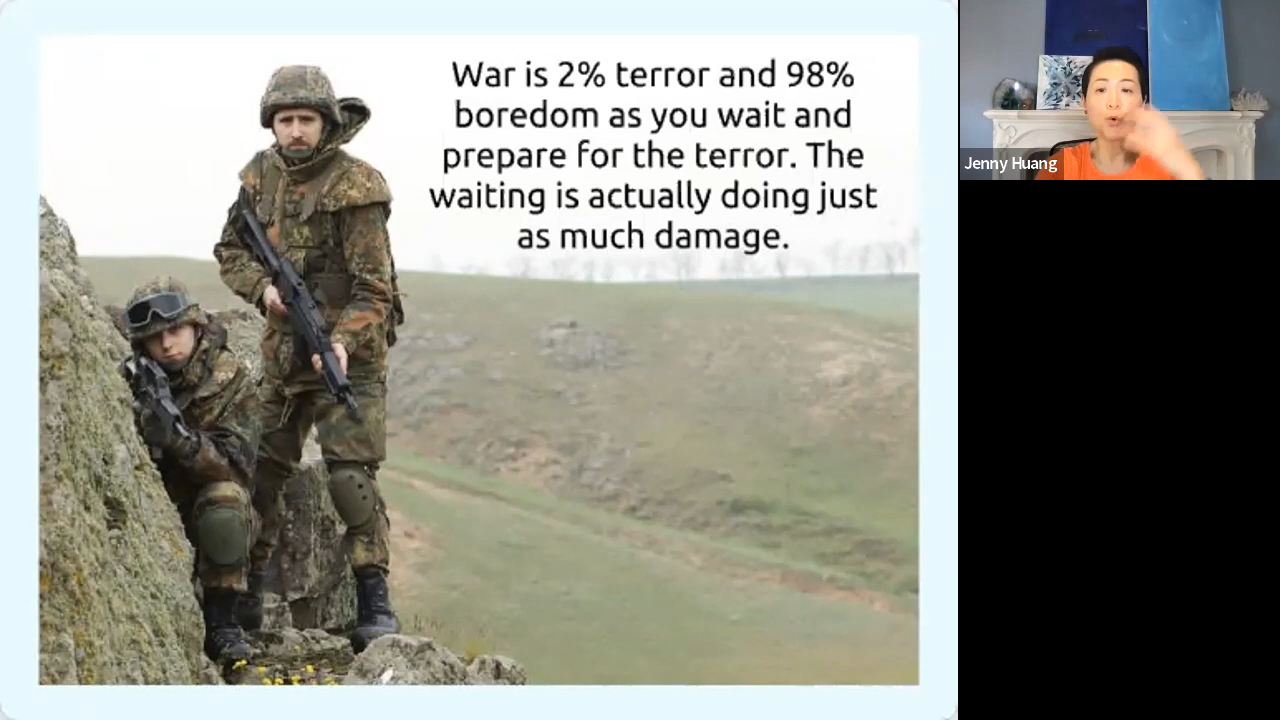 War is 2% terror and 98%
boredom as you wait and
prepare for the terror. The
waiting is actually doing just
as much damage.
Jenny Huang